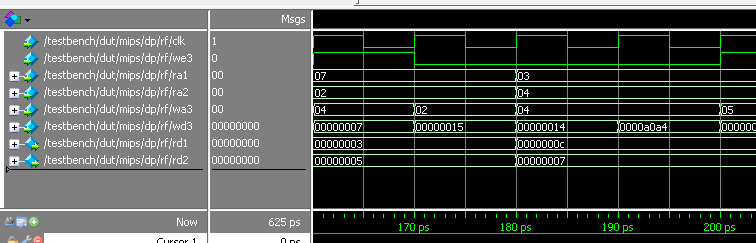 Msgs
/testbench/dut/mips/dp/rf/clk 1
/testbench/dut/mips/dp/rf/we3 0
/testbench/dut/mips/dp/rf/ra1 00 07 03
/testbench/dut/mips/dp/rf/ra2 00 02 04
/testbench/dut/mips/dp/rf/wa3 00 04 02 04 05
/testbench/dut/mips/dp/rf/wd3 00000000 00000007 00000015 00000014 0000a0a4 000000
/testbench/dut/mips/dp/rf/rd1 00000000 00000003 0000000c
/testbench/dut/mips/dp/rf/rd2 00000000 00000005 00000007
Now 625 ps 170 ps 180 ps 190 ps 200 ps
Cursor 1 0 ps